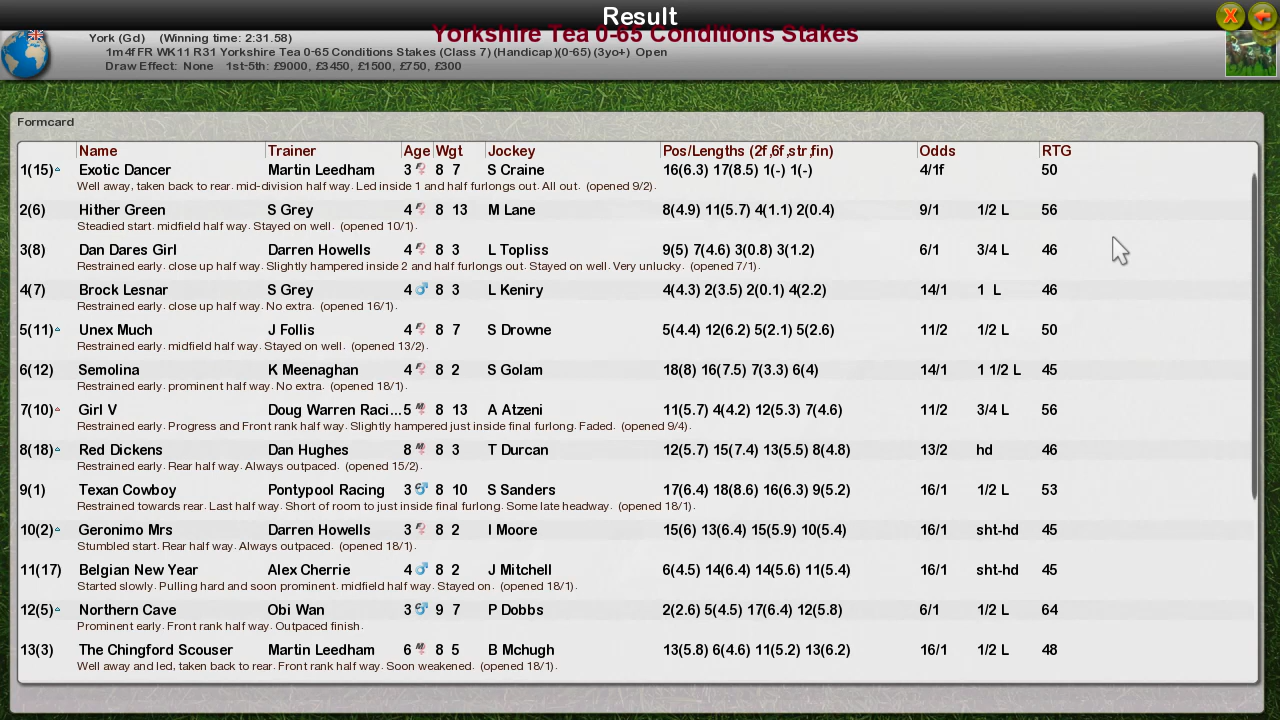 Result
Yorkshire Tea 0-65 Conditions Stakes
York (Gd) (Winning time: 2:31.58)
1m4fFR WK11 R31 Yorkshire Tea 0-65 Conditions Stakes (Class 7) (Handicap)(0-65) (3yo+) Open
Draw Effect: None 1st-5th: £9000, £3450, £1500, £750, £300
Formcard
Name Trainer Age Wgt Jockey Pos/Lengths (2f,6f,str,fin) Odds RTG
1(15) Exotic Dancer Martin Leedham 3 8 7 S Craine 16(6.3) 17(8.5) 1(-) 1(-) 4/1f 50
Well away, taken back to rear. mid-division half way. Led inside 1 and half furlongs out. All out. (opened 9/2).
2(6) Hither Green S Grey 4 8 13 M Lane 8(4.9) 11(5.7) 4(1.1) 2(0.4) 9/1 1/2 L 56
Steadied start. midfield half way. Stayed on well. (opened 10/1).
3(8) Dan Dares Girl Darren Howells 4 8 3 L Topliss 9(5) 7(4.6) 3(0.8) 3(1.2) 6/1 3/4 L 46
Restrained early. close up half way. Slightly hampered inside 2 and half furlongs out. Stayed on well. Very unlucky. (opened 7/1).
4(7) Brock Lesnar S Grey 4 8 3 L Keniry 4(4.3) 2(3.5) 2(0.1) 4(2.2) 14/1 1 L 46
Restrained early. close up half way. No extra. (opened 16/1).
5(11) Unex Much J Follis 4 8 7 S Drowne 5(4.4) 12(6.2) 5(2.1) 5(2.6) 11/2 1/2 L 50
Restrained early. midfield half way. Stayed on well. (opened 13/2).
6(12) Semolina K Meenaghan 4 8 2 S Golam 18(8) 16(7.5) 7(3.3) 6(4) 14/1 1 1/2 L 45
Restrained early. prominent half way. No extra. (opened 18/1).
7(10) Girl V Doug Warren Raci... 5 8 13 A Atzeni 11(5.7) 4(4.2) 12(5.3) 7(4.6) 11/2 3/4 L 56
Restrained early. Progress and Front rank half way. Slightly hampered just inside final furlong. Faded. (opened 9/4).
8(18) Red Dickens Dan Hughes 8 8 3 T Durcan 12(5.7) 15(7.4) 13(5.5) 8(4.8) 13/2 hd 46
Restrained early. Rear half way. Always outpaced. (opened 15/2).
9(1) Texan Cowboy Pontypool Racing 3 8 10 S Sanders 17(6.4) 18(8.6) 16(6.3) 9(5.2) 16/1 1/2 L 53
Restrained towards rear. Last half way. Short of room to just inside final furlong. Some late headway. (opened 18/1).
10(2) Geronimo Mrs Darren Howells 3 8 2 I Moore 15(6) 13(6.4) 15(5.9) 10(5.4) 16/1 sht-hd 45
Stumbled start. Rear half way. Always outpaced. (opened 18/1).
11(17) Belgian New Year Alex Cherrie 4 8 2 J Mitchell 6(4.5) 14(6.4) 14(5.6) 11(5.4) 16/1 sht-hd 45
Started slowly. Pulling hard and soon prominent. midfield half way. Stayed on. (opened 18/1).
12(5) Northern Cave Obi Wan 3 9 7 P Dobbs 2(2.6) 5(4.5) 17(6.4) 12(5.8) 6/1 1/2 L 64
Prominent early. Front rank half way. Outpaced finish.
13(3) The Chingford Scouser Martin Leedham 6 8 5 B Mchugh 13(5.8) 6(4.6) 11(5.2) 13(6.2) 16/1 1/2 L 48
Well away and led, taken back to rear. Front rank half way. Soon weakened. (opened 18/1).